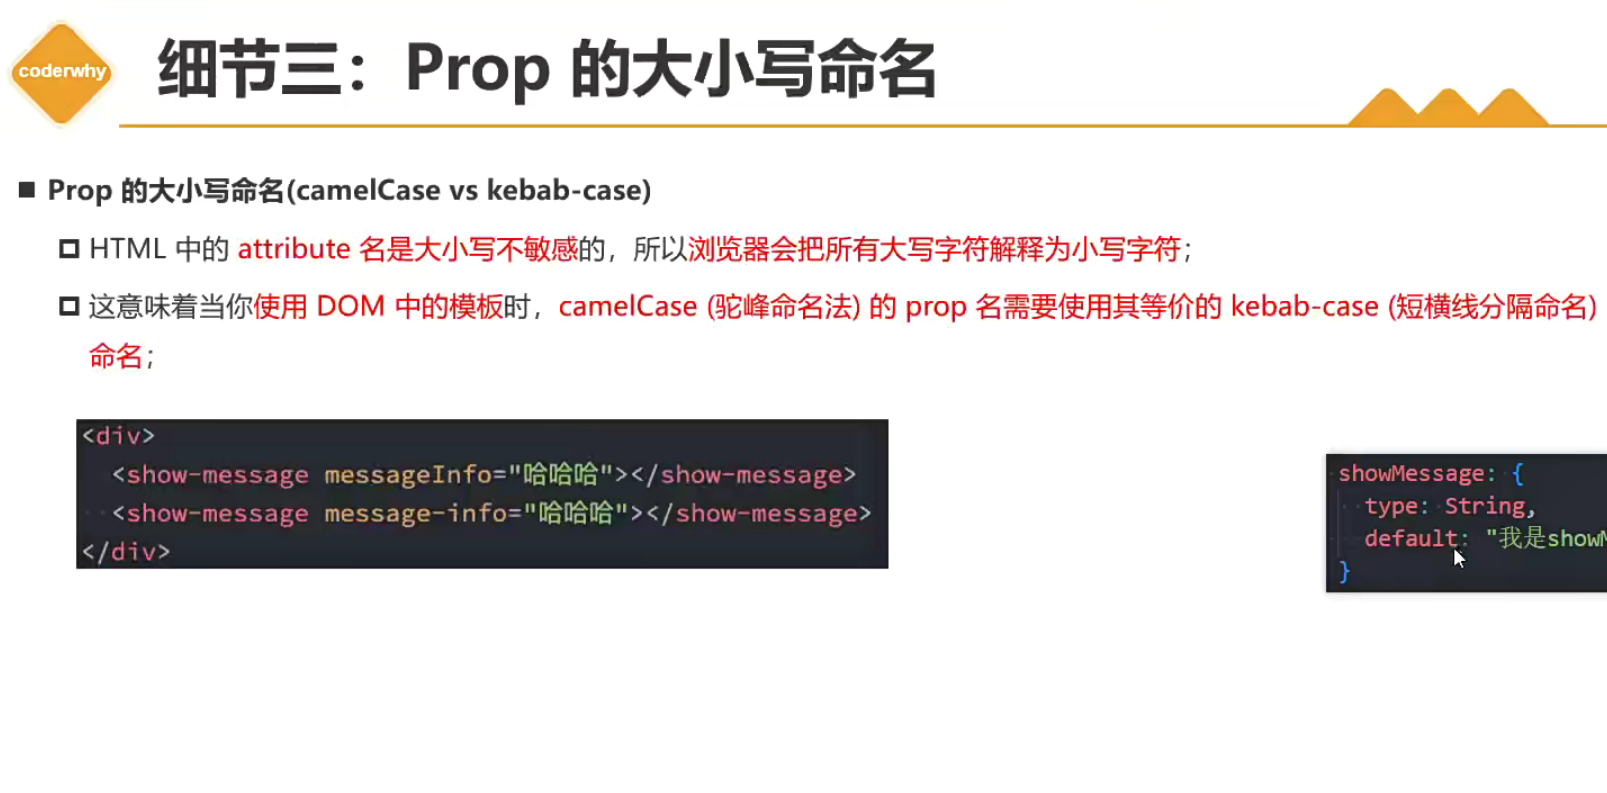 coderwhy
细节三：Prop 的大小写命名
Prop 的大小写命名(camelCase vs kebab-case)
HTML 中的 attribute 名是大小写不敏感的，所以浏览器会把所有大写字符解释为小写字符；
这意味着当你使用 DOM 中的模板时，camelCase (驼峰命名法) 的 prop 名需要使用其等价的 kebab-case (短横线分隔命名)
命名；
<div>
<show-message messageInfo="哈哈哈"></show-message>
<show-message message-info="哈哈哈"></show-message>
</div>
showMessage: {
type: String,
default: "我是show
}